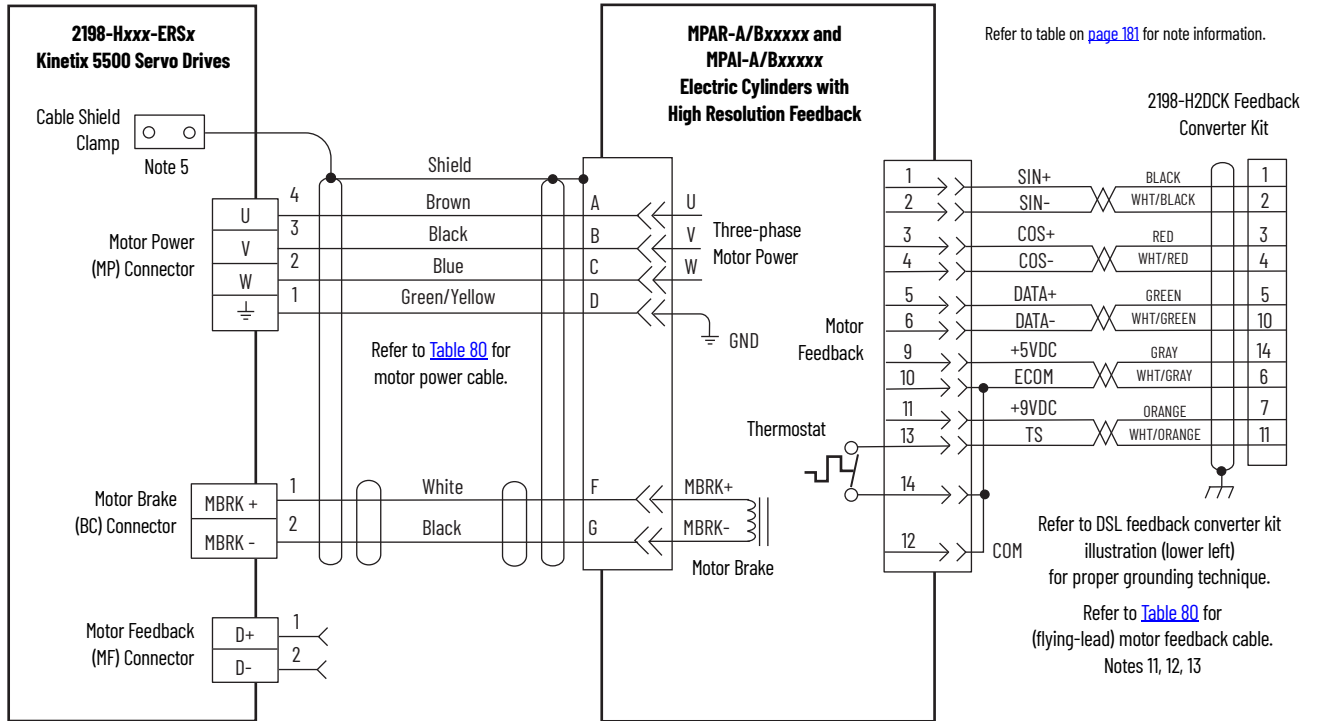 2198-Hxxx-ERSx
Kinetix 5500 Servo Drives
Cable Shield
Clamp
Note 5
Motor Power
(MP) Connector
U
V
W
4
3
2
1
Shield
Brown
Black
Blue
Green/Yellow
Refer to Table 80 for
motor power cable.
Motor Brake
(BC) Connector
MBRK +
MBRK -
1
2
White
Black
Motor Feedback
(MF) Connector
D+
D-
1
2
MPAR-A/Bxxxxx and
MPAI-A/Bxxxxx
Electric Cylinders with
High Resolution Feedback
A
B
C
D
U
V
W
Three-phase
Motor Power
GND
F
G
MBRK+
MBRK-
Motor Brake
Motor
Feedback
Thermostat
Refer to table on page 181 for note information.
2198-H2DCK Feedback
Converter Kit
1 SIN+ BLACK 1
2 SIN- WHT/BLACK 2
3 COS+ RED 3
4 COS- WHT/RED 4
5 DATA+ GREEN 5
6 DATA- WHT/GREEN 10
9 +5VDC GRAY 14
10 ECOM WHT/GRAY 6
11 +9VDC ORANGE 7
13 TS WHT/ORANGE 11
14
12 COM
Refer to DSL feedback converter kit
illustration (lower left)
for proper grounding technique.
Refer to Table 80 for
(flying-lead) motor feedback cable.
Notes 11, 12, 13